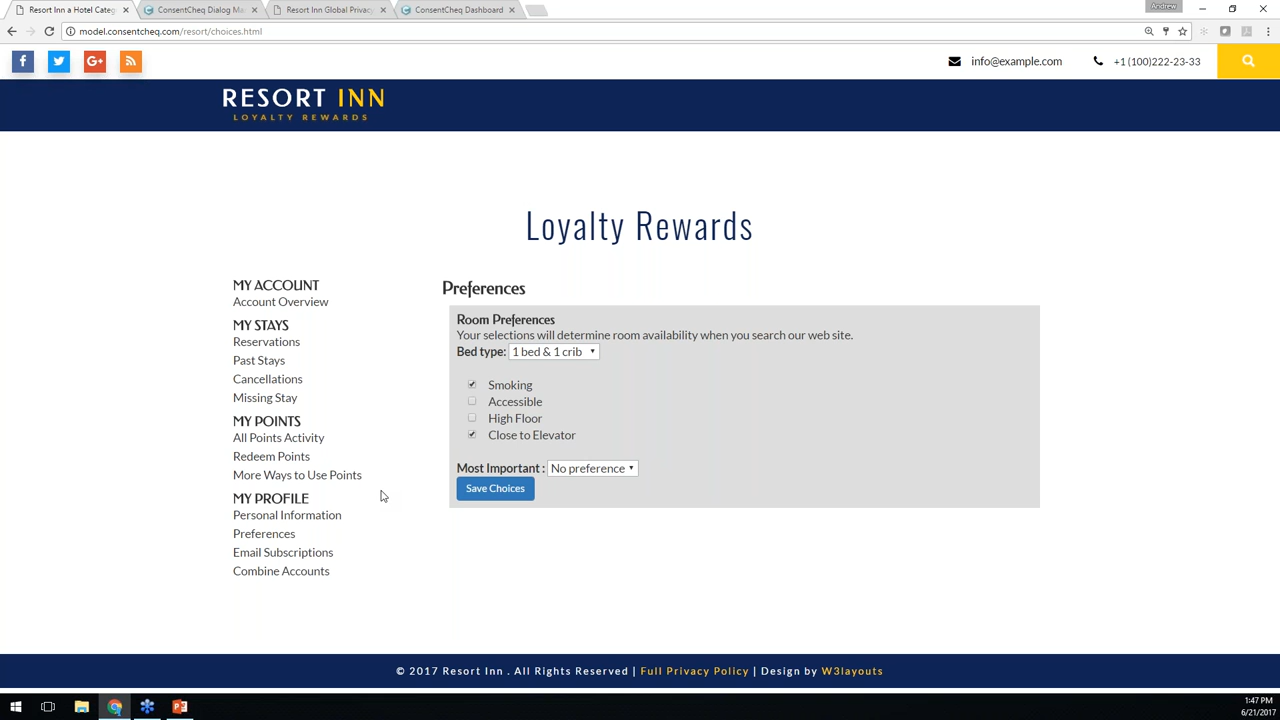 Resort Inn a Hotel Categ
ConsentCheq Dialog Ma
Resort Inn Global Privacy
ConsentCheq Dashboard
Andrew
model.consentcheq.com/resort/choices.html
info@example.com
+1 (100)222-23-33
RESORT INN
LOYALTY REWARDS
Loyalty Rewards
MY ACCOUNT
Account Overview
MY STAYS
Reservations
Past Stays
Cancellations
Missing Stay
MY POINTS
All Points Activity
Redeem Points
More Ways to Use Points
MY PROFILE
Personal Information
Preferences
Email Subscriptions
Combine Accounts
Preferences
Room Preferences
Your selections will determine room availability when you search our web site.
Bed type: 1 bed & 1 crib
Smoking
Accessible
High Floor
Close to Elevator
Most Important : No preference
Save Choices
© 2017 Resort Inn . All Rights Reserved | Full Privacy Policy | Design by W3layouts
1:47 PM
6/21/2017